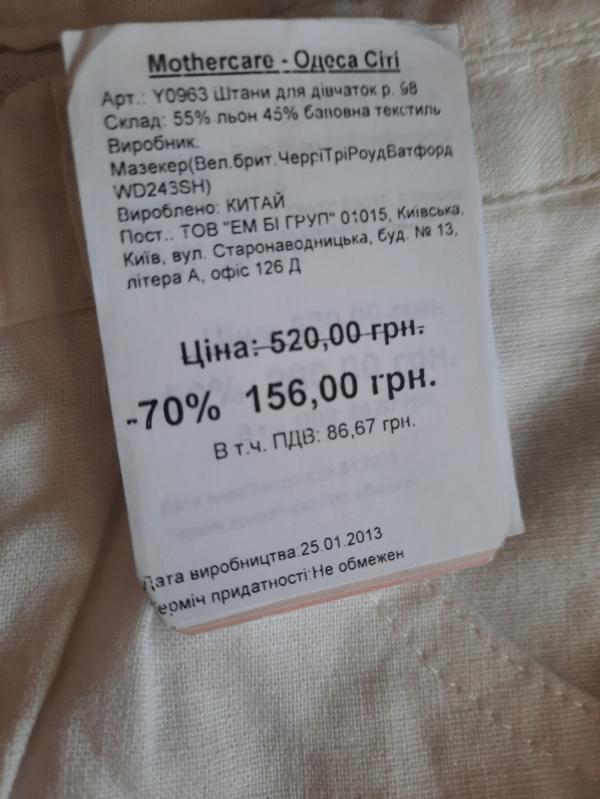 Mothercare - Одеса Сіті
Арт.: Y0963 Штани для дівчаток р. 98
Склад: 55% льон 45% бавовна текстиль
Виробник:
Мазекер(Вел.брит.ЧерріТріРоудВатфорд
WD243SH)
Вироблено: КИТАЙ
Пост.. ТОВ "ЕМ БІ ГРУП" 01015, Київська,
Київ, вул. Старонаводницька, буд. № 13,
літера А, офіс 126 Д
Ціна: 520,00 грн.
-70% 156,00 грн.
В т.ч. ПДВ: 86,67 грн.
Дата виробництва:25.01.2013
ерміч придатності:Не обмежен